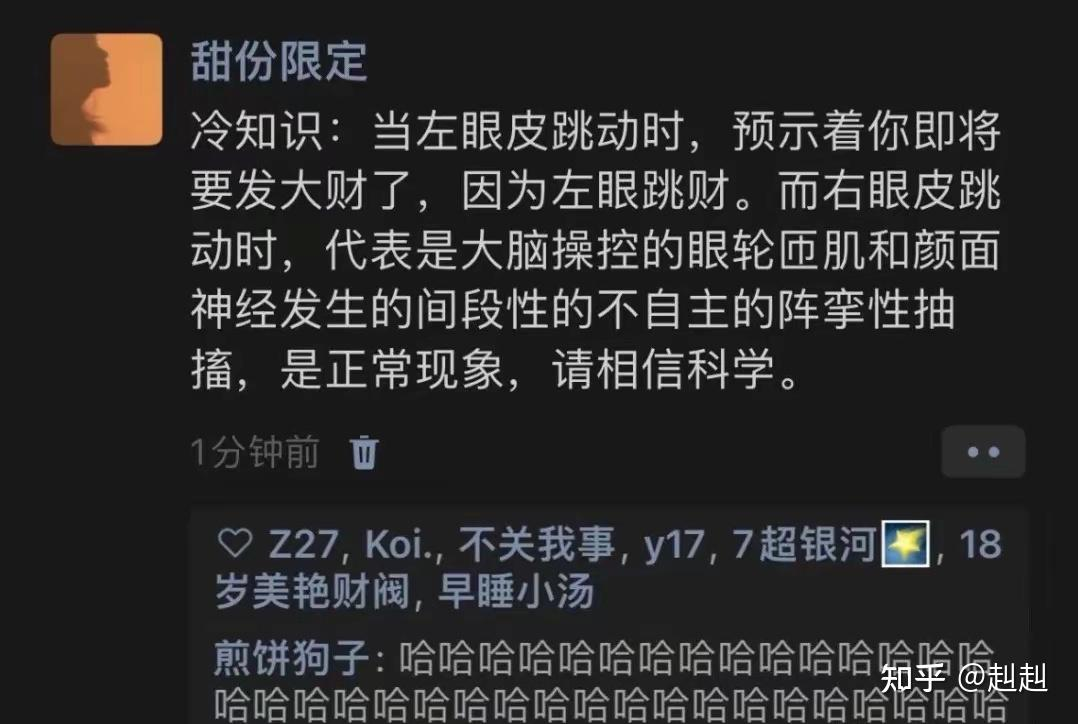 甜份限定
冷知识：当左眼皮跳动时，预示着你即将
要发大财了，因为左眼跳财。而右眼皮跳
动时，代表是大脑操控的眼轮匝肌和颜面
神经发生的间段性的不自主的阵挛性抽
搐，是正常现象，请相信科学。
1分钟前
Z27, Koi., 不关我事, y17, 7超银河🌟, 18
岁美艳财阀, 早睡小汤
煎饼狗子: 哈哈哈哈哈哈哈哈哈哈哈哈哈哈哈
哈哈哈哈哈哈哈哈哈哈哈哈哈哈哈哈哈哈哈哈
知乎 @赳赳